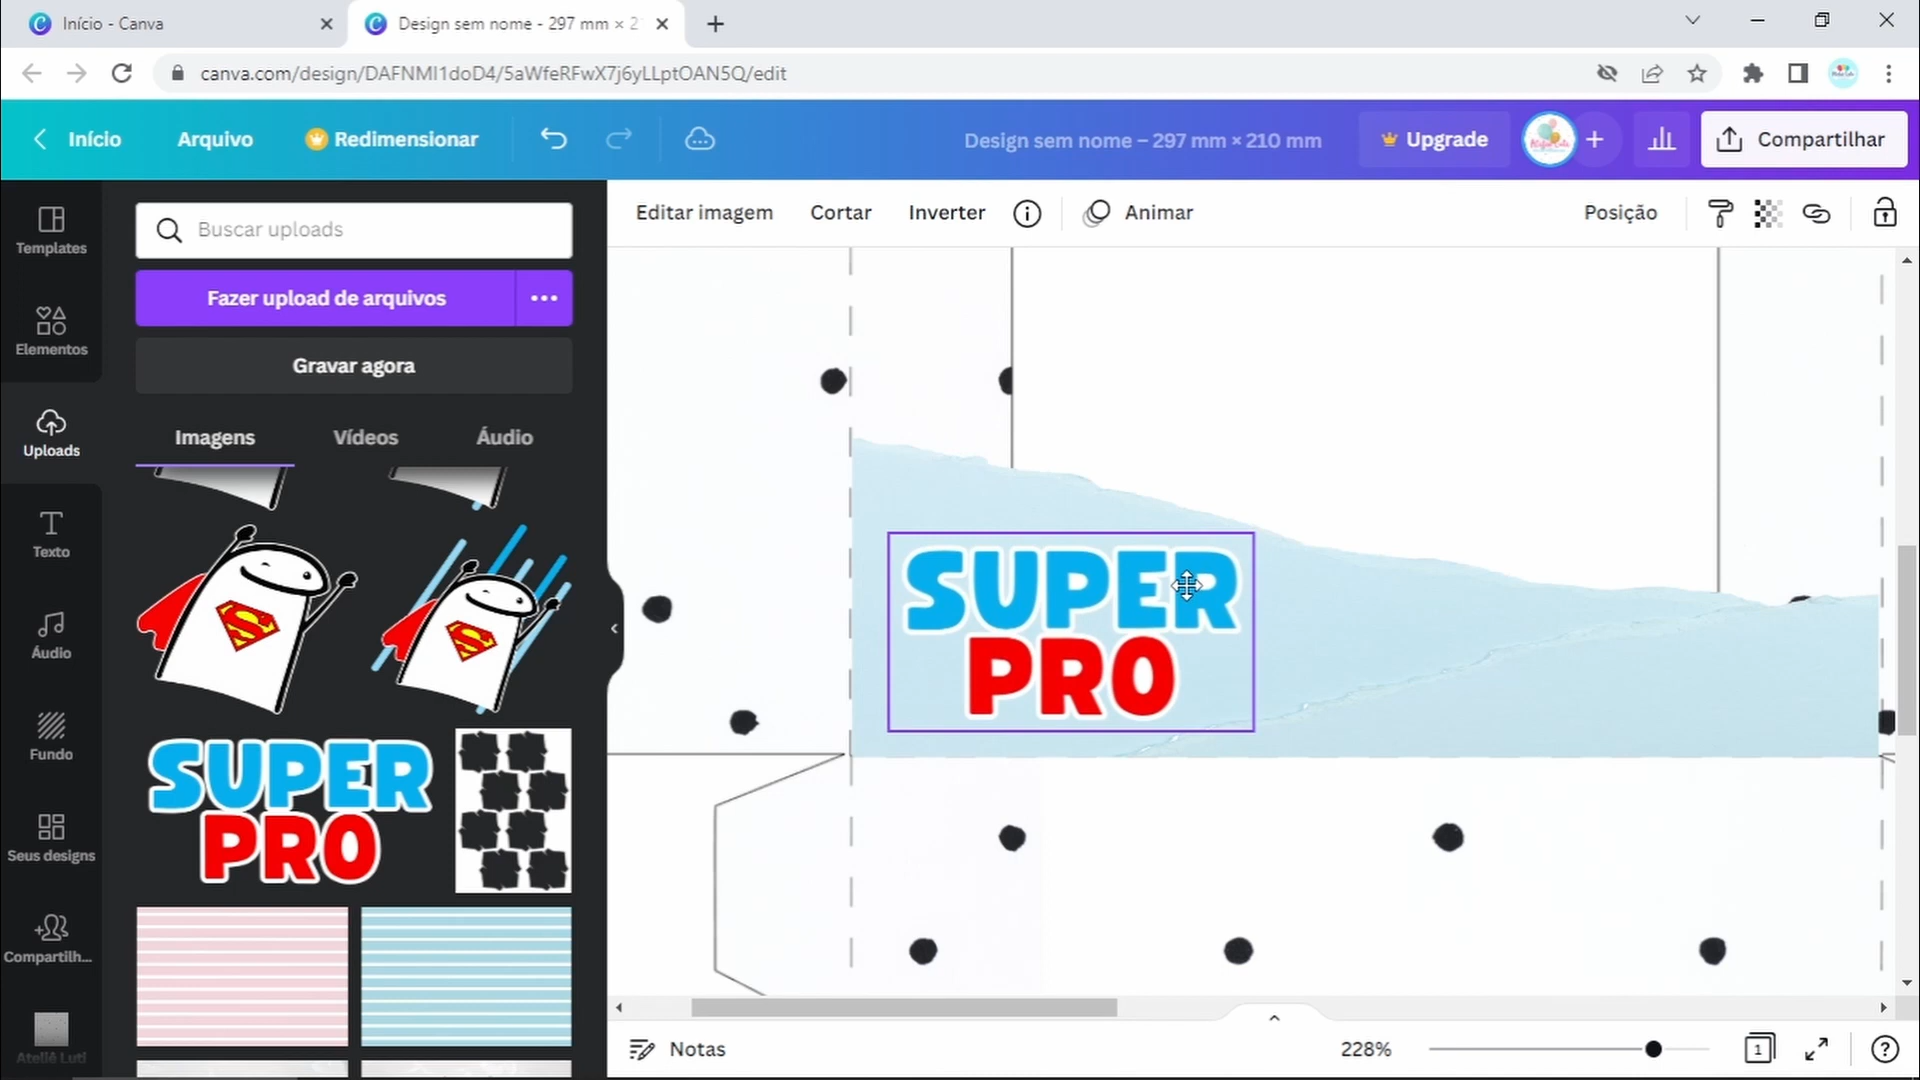 Início - Canva
Design sem nome - 297 mm × 2
canva.com/design/DAFNMI1doD4/5aWfeRFwX7j6yLLptOAN5Q/edit
Início
Arquivo
Redimensionar
Design sem nome – 297 mm × 210 mm
Upgrade
Compartilhar
Templates
Elementos
Uploads
Texto
Áudio
Fundo
Seus designs
Compartilh...
Ateliê Luti
Buscar uploads
Fazer upload de arquivos
Gravar agora
Imagens
Vídeos
Áudio
SUPER
PRO
Editar imagem
Cortar
Inverter
Animar
Posição
SUPER
PRO
Notas
228%
1